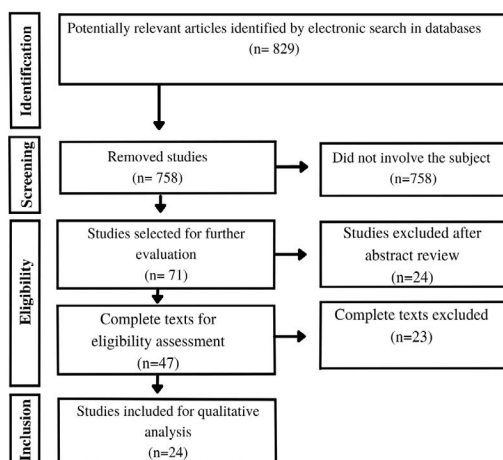 Identification
Potentially relevant articles identified by electronic search in databases
(n= 829)
Screening
Removed studies
(n= 758)
Did not involve the subject
(n=758)
Eligibility
Studies selected for further
evaluation
(n= 71)
Studies excluded after
abstract review
(n=24)
Complete texts for
eligibility assessment
(n=47)
Complete texts excluded
(n=23)
Inclusion
Studies included for qualitative
analysis
(n=24)